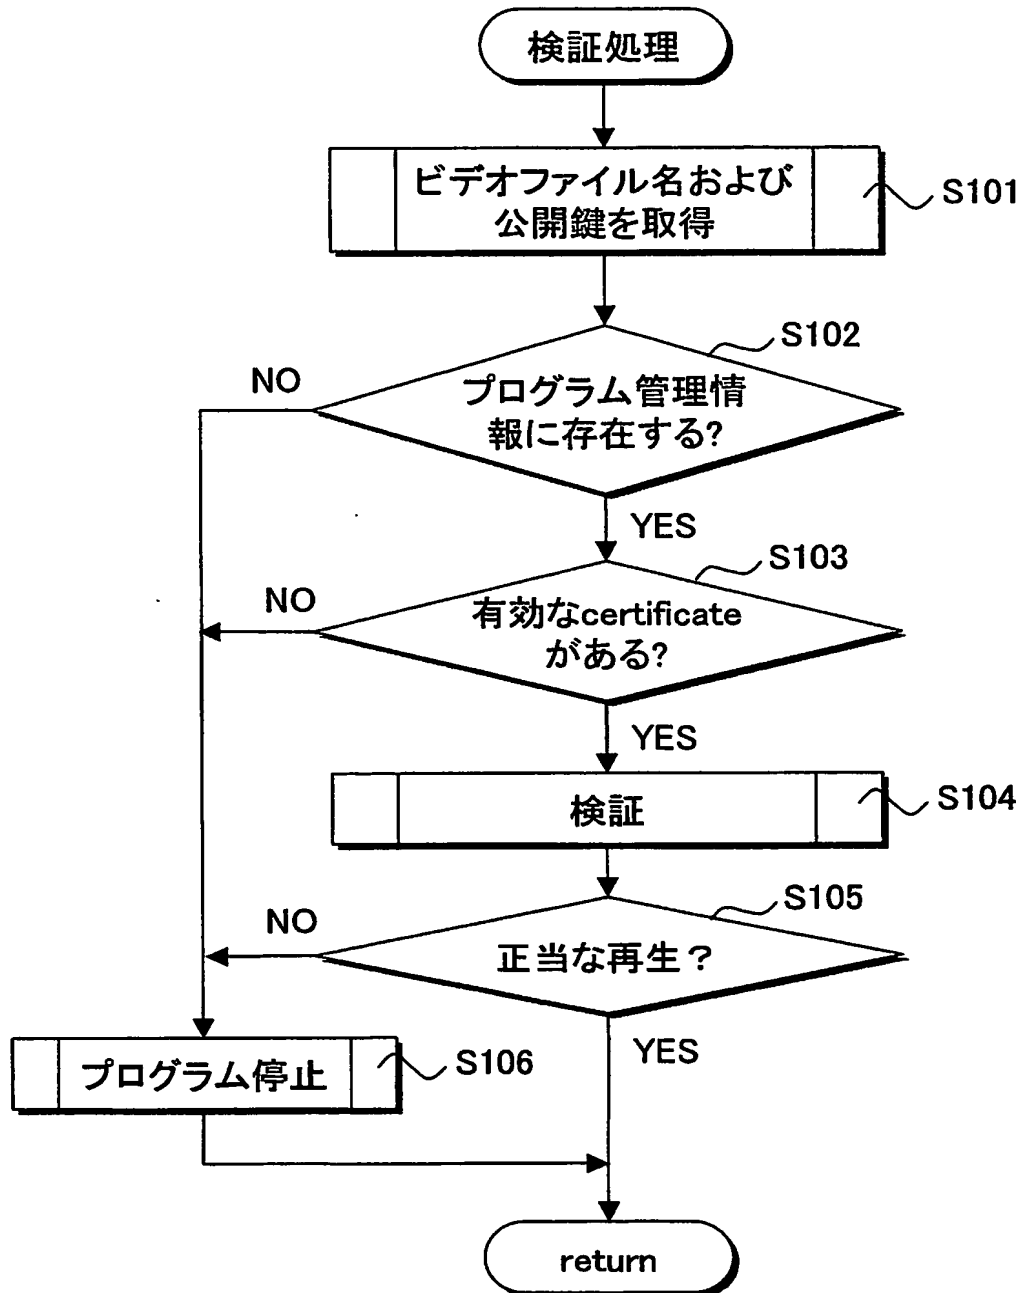 検証処理
ビデオファイル名および
公開鍵を取得
S101
S102
NO
プログラム管理情
報に存在する?
YES
S103
NO
有効なcertificate
がある?
YES
検証
S104
S105
NO
正当な再生？
YES
プログラム停止
S106
return